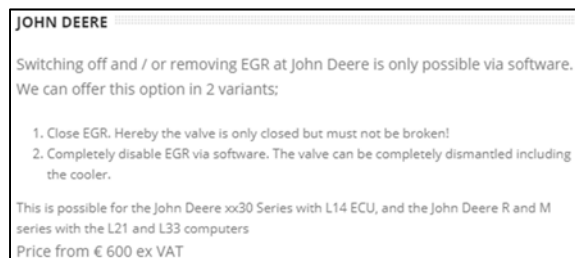 JOHN DEERE
Switching off and / or removing EGR at John Deere is only possible via software.
We can offer this option in 2 variants;
1. Close EGR. Hereby the valve is only closed but must not be broken!
2. Completely disable EGR via software. The valve can be completely dismantled including
the cooler.
This is possible for the John Deere xx30 Series with L14 ECU, and the John Deere R and M
series with the L21 and L33 computers
Price from € 600 ex VAT